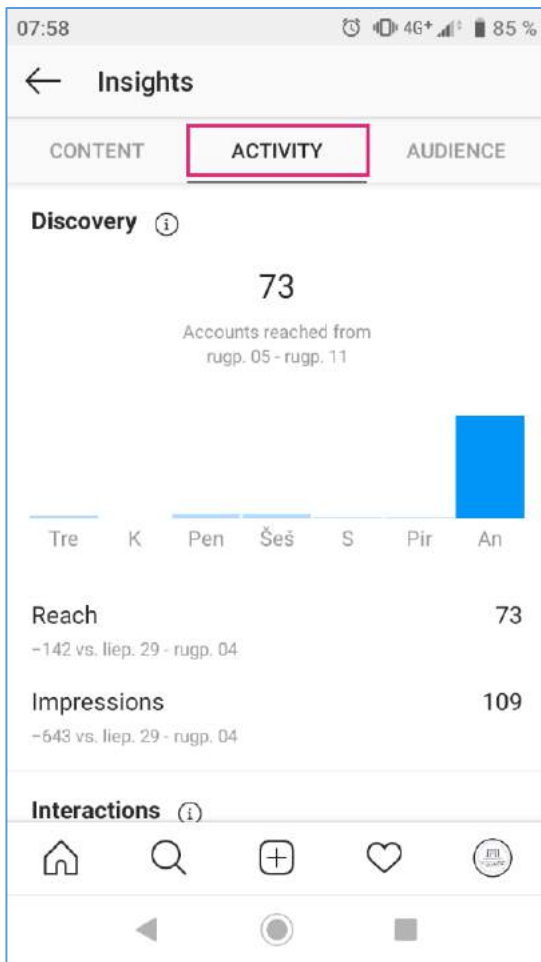 07:58 4G+ 85 %
Insights
CONTENT ACTIVITY AUDIENCE
Discovery
73
Accounts reached from
rugp. 05 - rugp. 11
Tre K Pen Šeš S Pir An
Reach 73
−142 vs. liep. 29 - rugp. 04
Impressions 109
−643 vs. liep. 29 - rugp. 04
Interactions